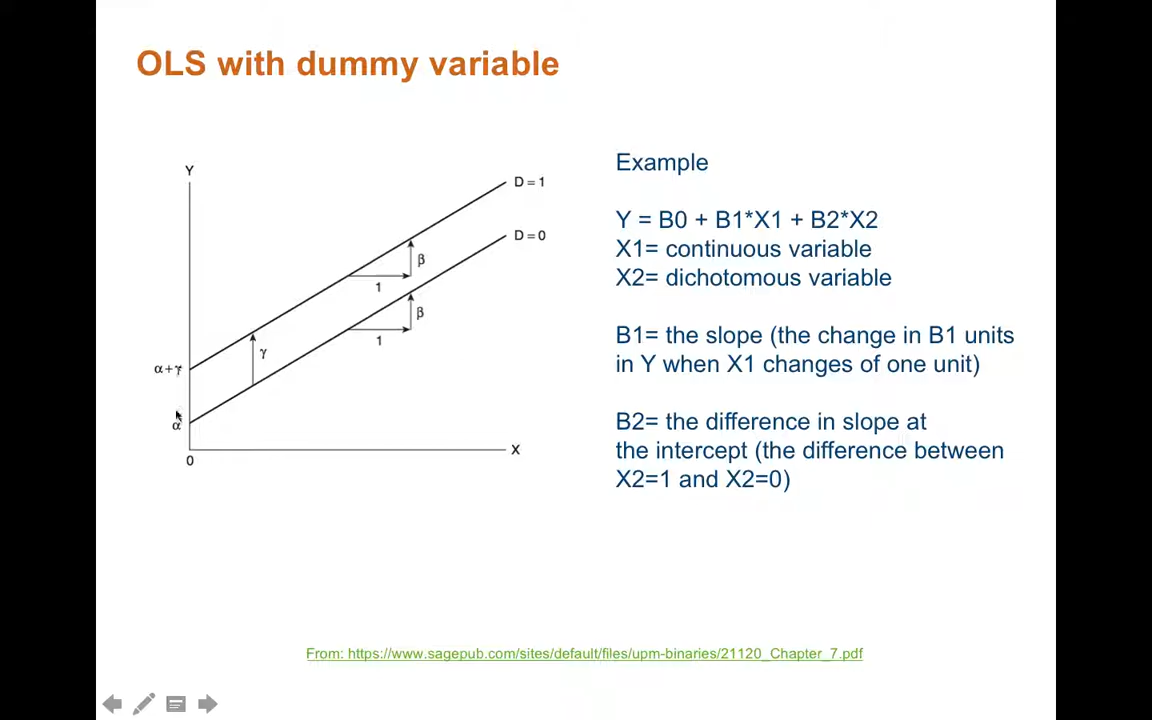 OLS with dummy variable
Y
D = 1
D = 0
β
1
β
1
γ
α + γ
α
0
X
Example
Y = B0 + B1*X1 + B2*X2
X1= continuous variable
X2= dichotomous variable
B1= the slope (the change in B1 units
in Y when X1 changes of one unit)
B2= the difference in slope at
the intercept (the difference between
X2=1 and X2=0)
From: https://www.sagepub.com/sites/default/files/upm-binaries/21120_Chapter_7.pdf